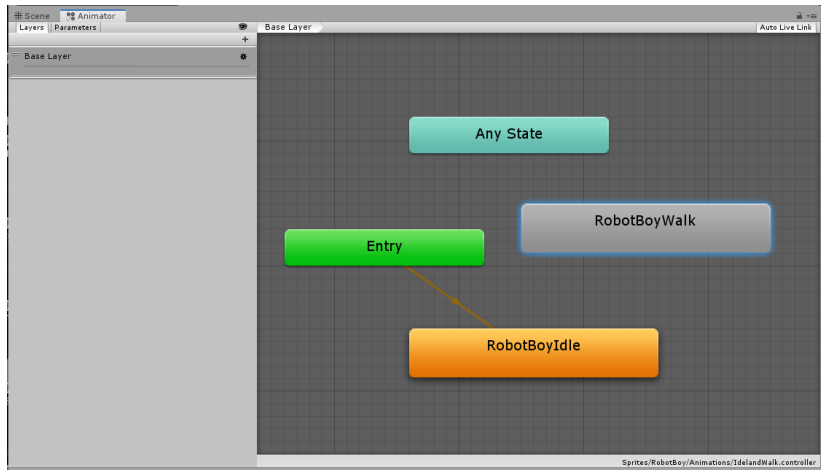 Scene Animator
Layers Parameters
Base Layer
Auto Live Link
+
Base Layer
Any State
RobotBoyWalk
Entry
RobotBoyIdle
Sprites/RobotBoy/Animations/IdelandWalk.controller